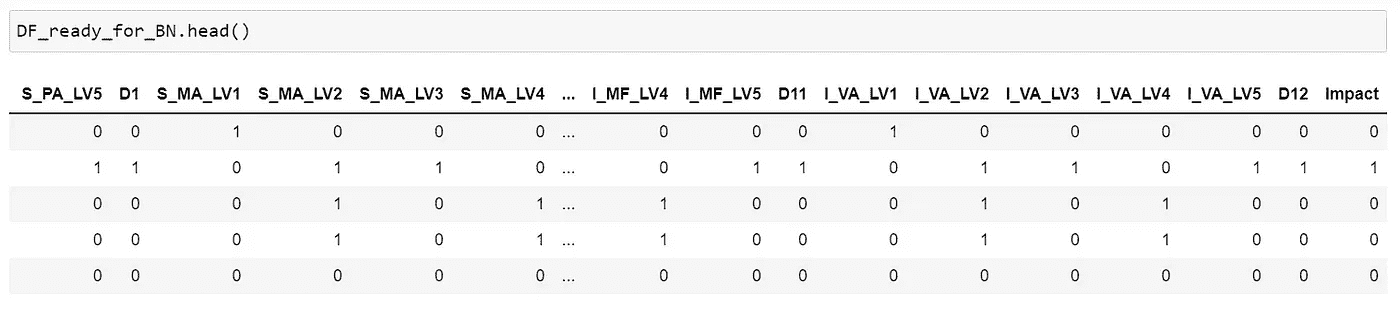 DF_ready_for_BN.head()
S_PA_LV5 D1 S_MA_LV1 S_MA_LV2 S_MA_LV3 S_MA_LV4 ... I_MF_LV4 I_MF_LV5 D11 I_VA_LV1 I_VA_LV2 I_VA_LV3 I_VA_LV4 I_VA_LV5 D12 Impact
0 0 1 0 0 0 ... 0 0 0 1 0 0 0 0 0 0
1 1 0 1 1 0 ... 0 1 1 0 1 1 0 1 1 1
0 0 0 1 0 1 ... 1 0 0 0 1 0 1 0 0 0
0 0 0 1 0 1 ... 1 0 0 0 1 0 1 0 0 0
0 0 0 0 0 0 ... 0 0 0 0 0 0 0 0 0 0